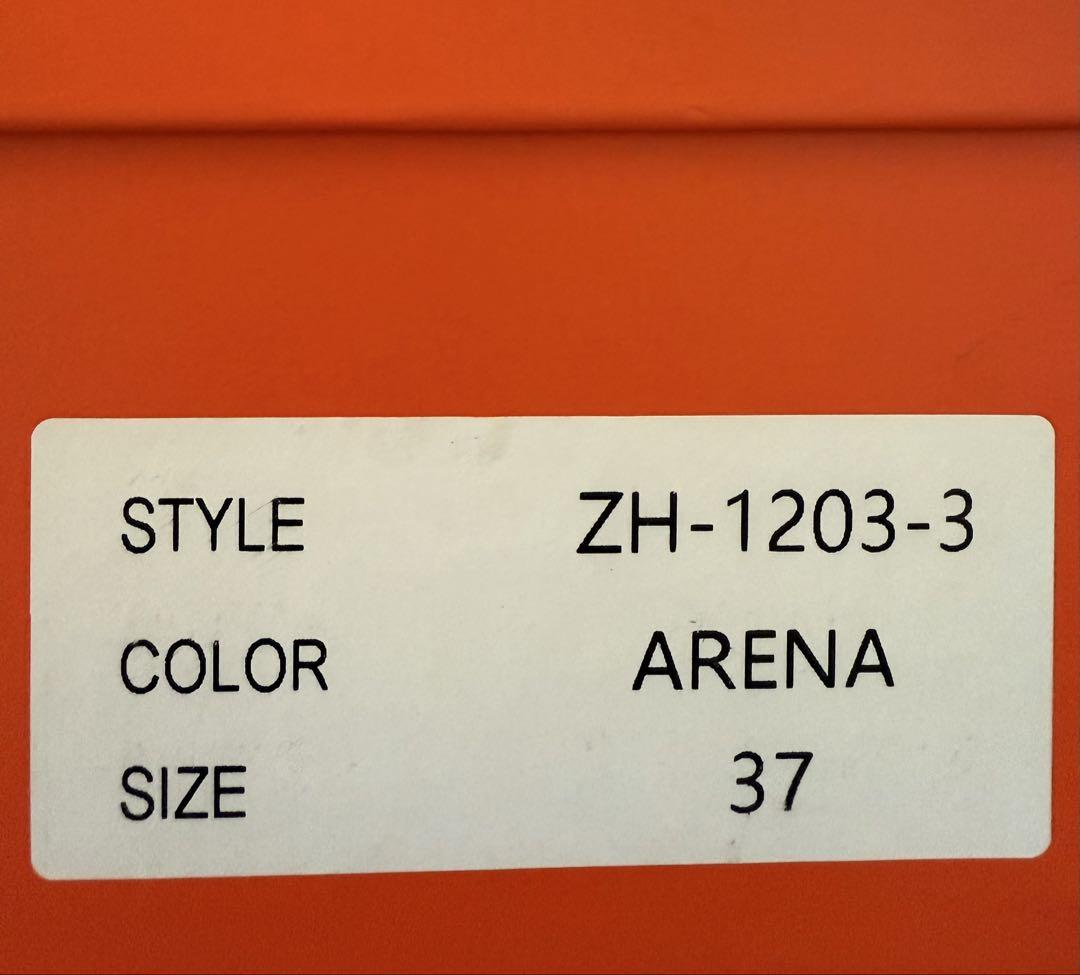 STYLE ZH-1203-3
COLOR ARENA
SIZE 37